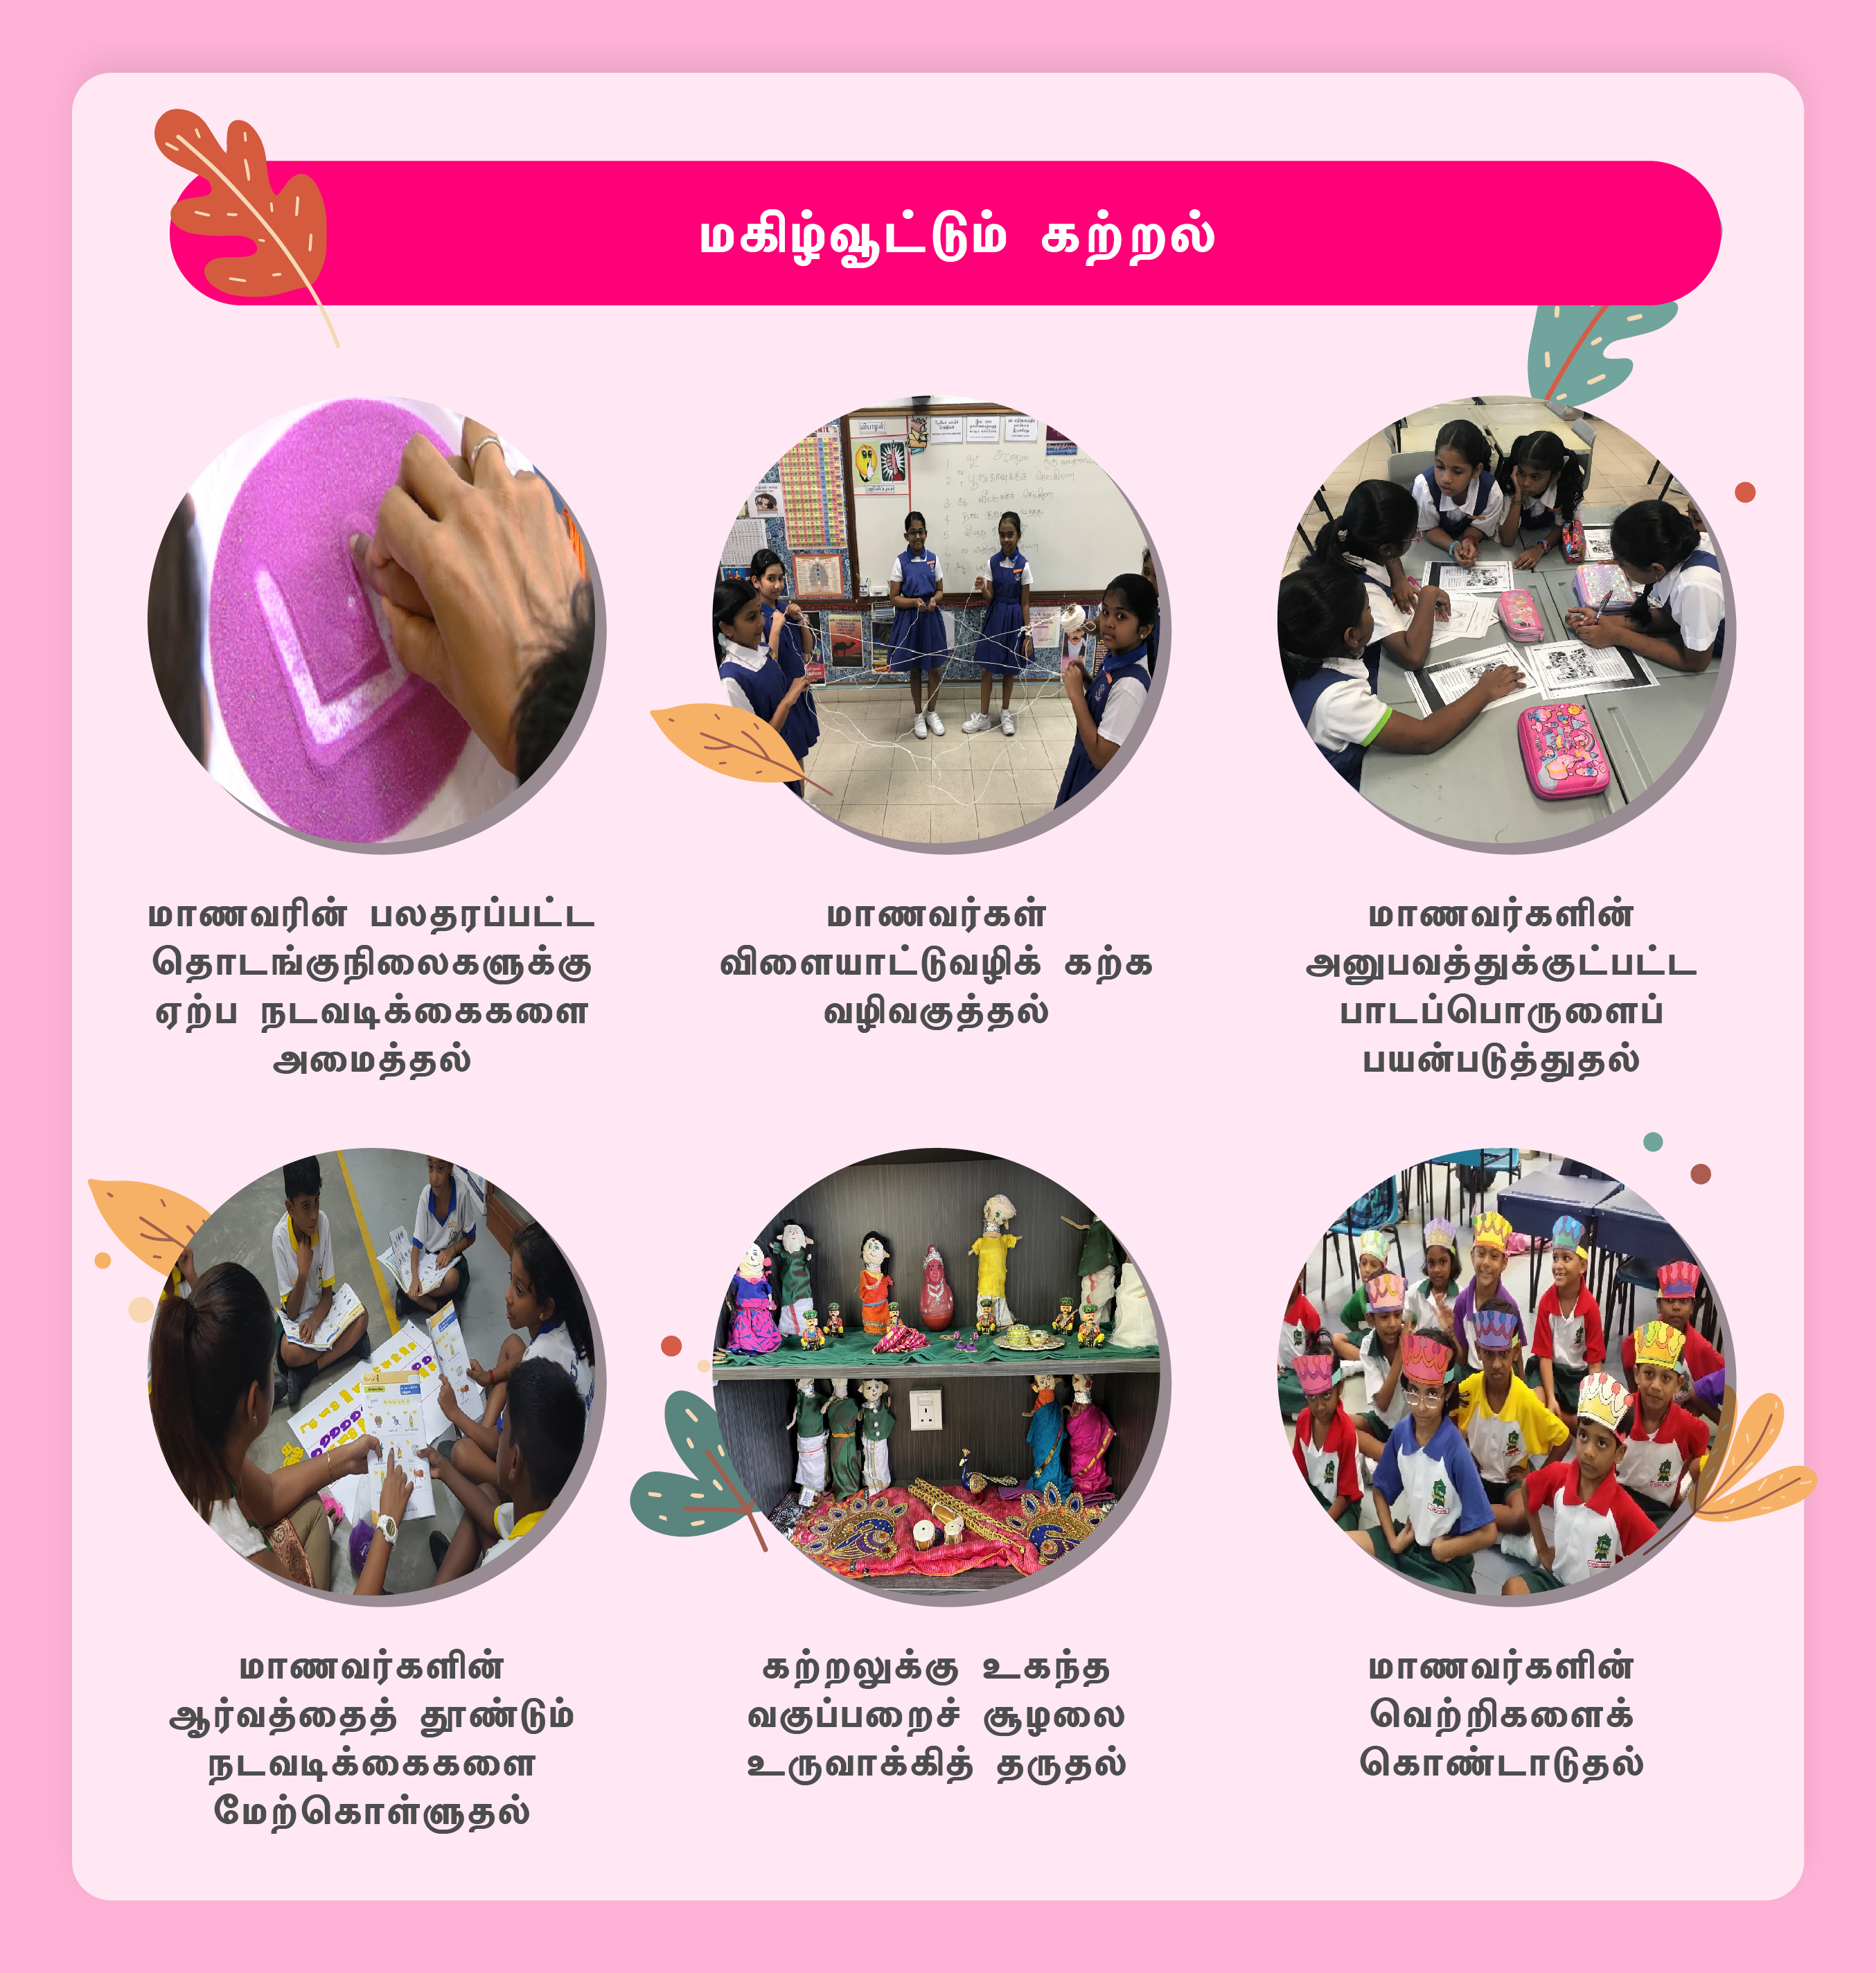 மகிழ்வூட்டும் கற்றல்
மாணவரின் பலதரப்பட்ட
தொடங்குநிலைகளுக்கு
ஏற்ப நடவடிக்கைகளை
அமைத்தல்
மாணவர்கள்
விளையாட்டுவழிக் கற்க
வழிவகுத்தல்
மாணவர்களின்
அனுபவத்துக்குட்பட்ட
பாடப்பொருளைப்
பயன்படுத்துதல்
மாணவர்களின்
ஆர்வத்தைத் தூண்டும்
நடவடிக்கைகளை
மேற்கொள்ளுதல்
கற்றலுக்கு உகந்த
வகுப்பறைச் சூழலை
உருவாக்கித் தருதல்
மாணவர்களின்
வெற்றிகளைக்
கொண்டாடுதல்